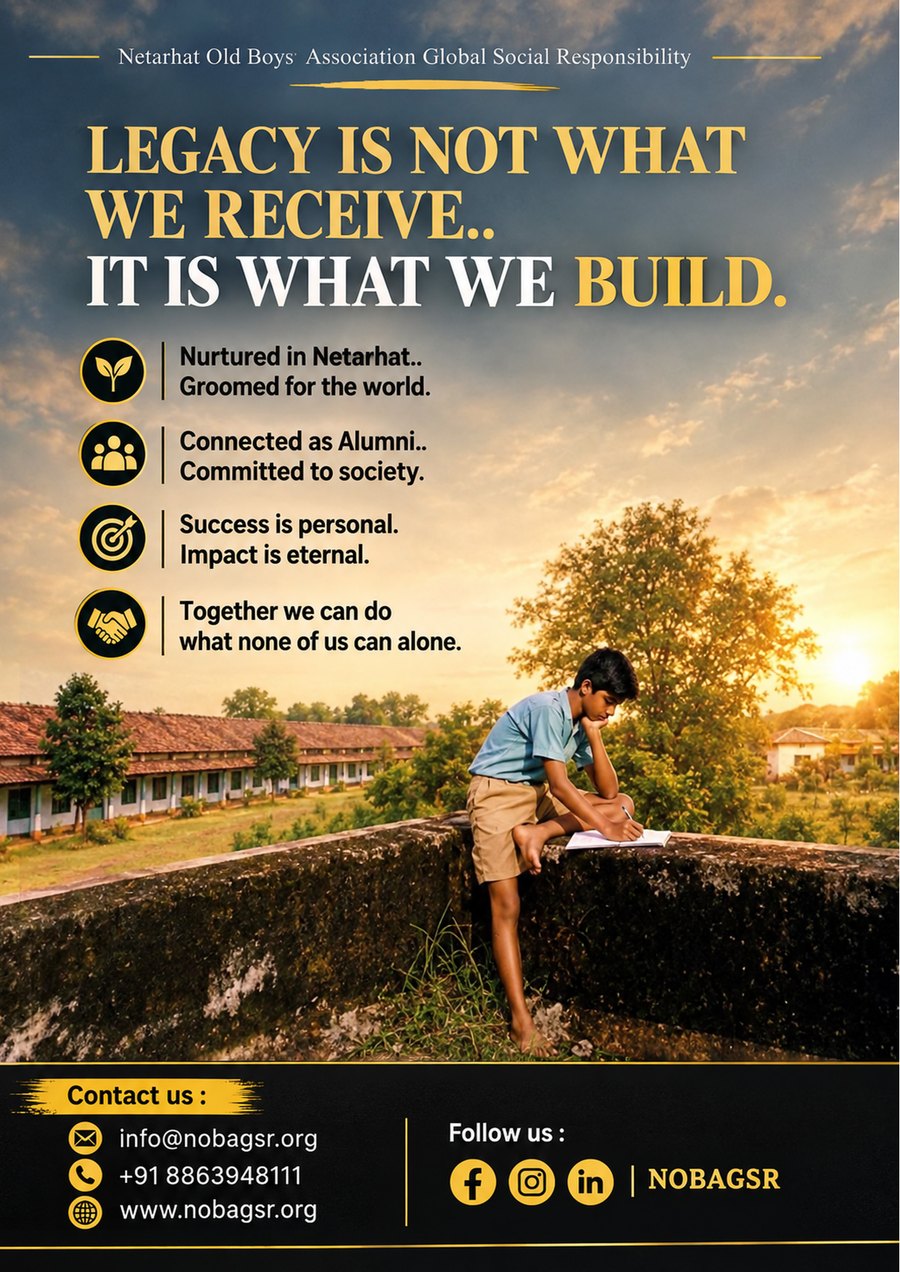 Netarhat Old Boys' Association Global Social Responsibility
LEGACY IS NOT WHAT
WE RECEIVE..
IT IS WHAT WE BUILD.
Nurtured in Netarhat..
Groomed for the world.
Connected as Alumni..
Committed to society.
Success is personal.
Impact is eternal.
Together we can do
what none of us can alone.
Contact us :
info@nobagsr.org
+91 8863948111
www.nobagsr.org
Follow us :
NOBAGSR